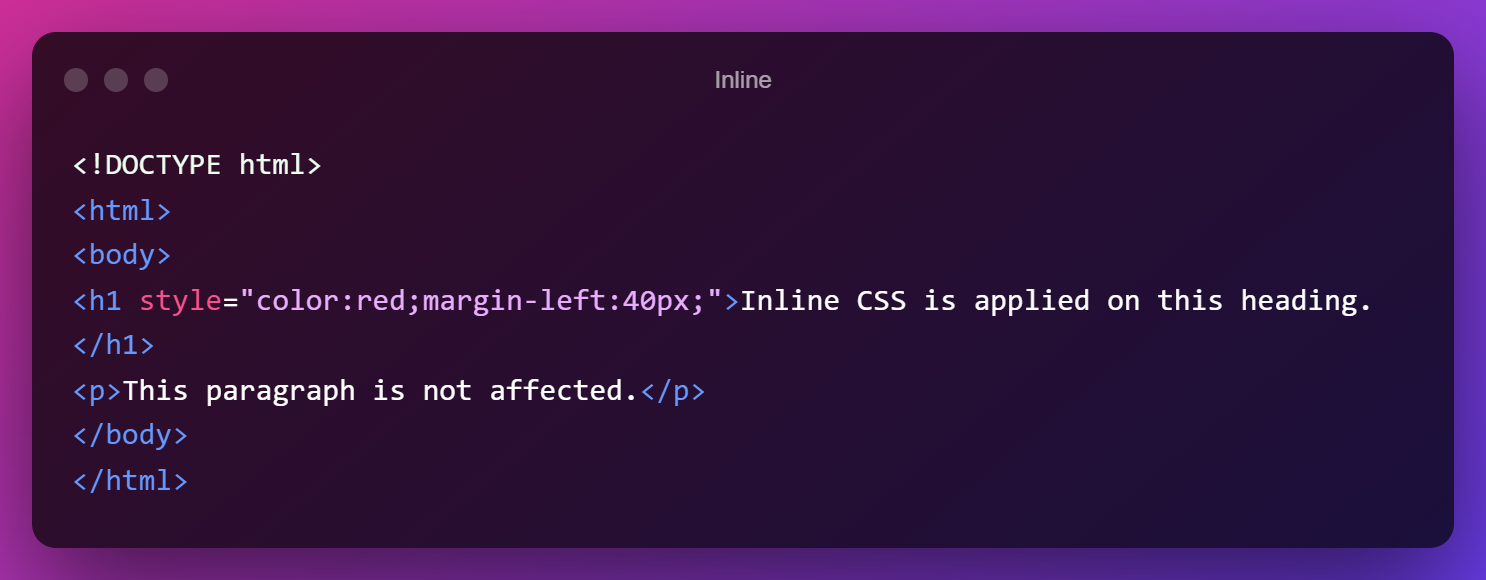 Inline
<!DOCTYPE html>
<html>
<body>
<h1 style="color:red;margin-left:40px;">Inline CSS is applied on this heading.
</h1>
<p>This paragraph is not affected.</p>
</body>
</html>